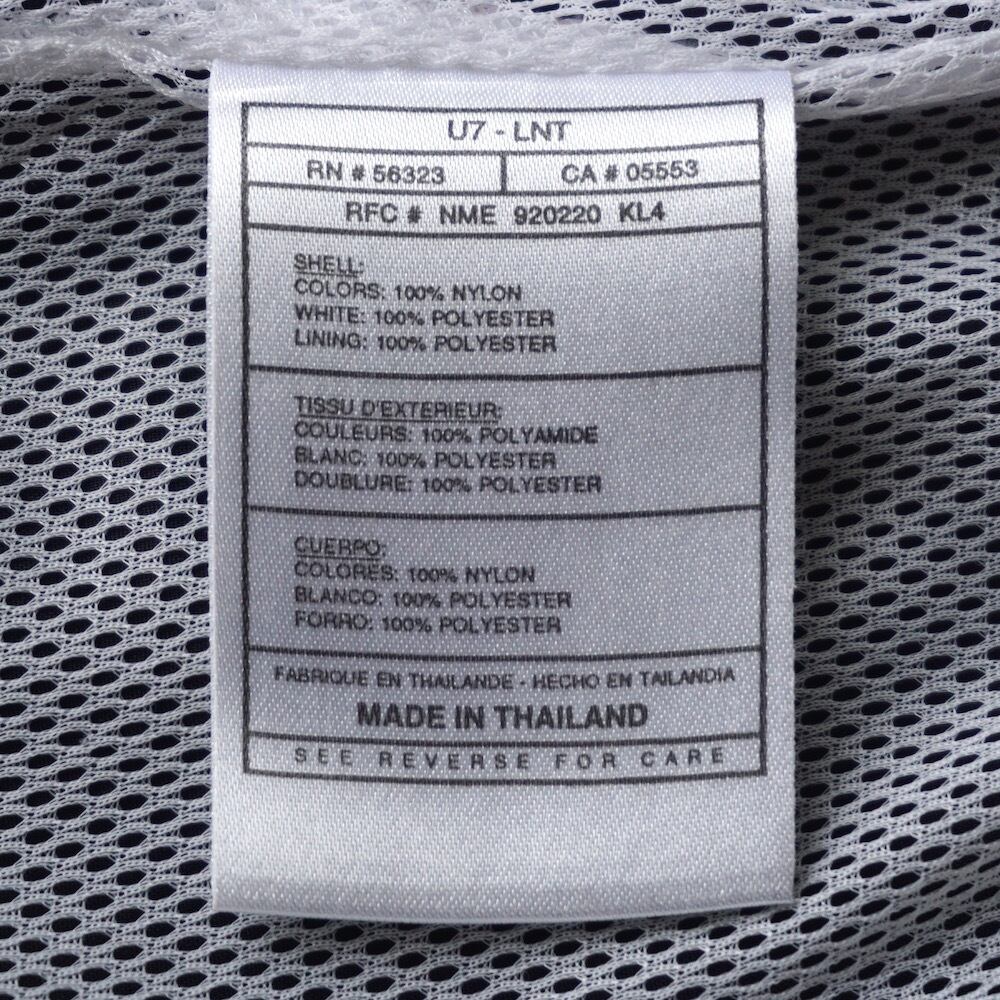 U7 - LNT
RN # 56323 CA # 05553
RFC # NME 920220 KL4
SHELL:
COLORS: 100% NYLON
WHITE: 100% POLYESTER
LINING: 100% POLYESTER
TISSU D'EXTERIEUR:
COULEURS: 100% POLYAMIDE
BLANC: 100% POLYESTER
DOUBLURE: 100% POLYESTER
CUERPO:
COLORES: 100% NYLON
BLANCO: 100% POLYESTER
FORRO: 100% POLYESTER
FABRIQUE EN THAILANDE - HECHO EN TAILANDIA
MADE IN THAILAND
SEE REVERSE FOR CARE